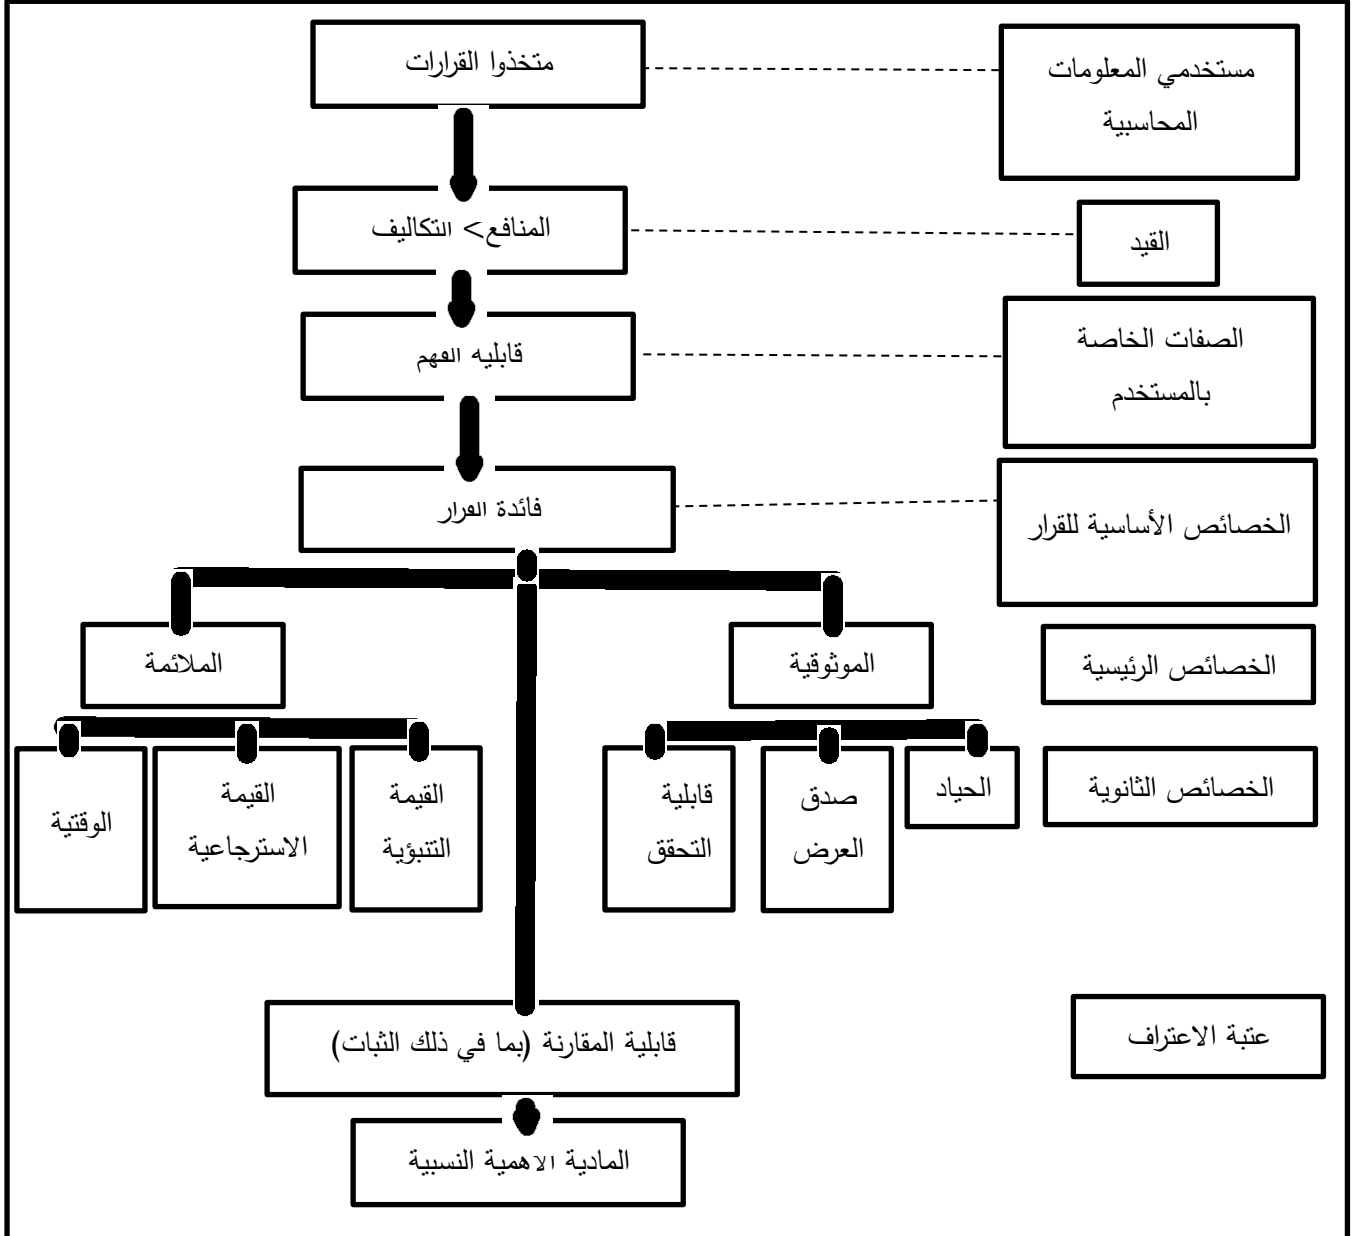 متخذوا القرارات
مستخدمي المعلومات
المحاسبية
المنافع> التكاليف
القيد
قابليه الفهم
الصفات الخاصة
بالمستخدم
فائدة القرار
الخصائص الأساسية للقرار
الملائمة
الموثوقية
الخصائص الرئيسية
الخصائص الثانوية
الحياد
صدق
العرض
قابلية
التحقق
القيمة
التنبؤية
القيمة
الاسترجاعية
الوقتية
قابلية المقارنة (بما في ذلك الثبات)
عتبة الاعتراف
المادية الاهمية النسبية